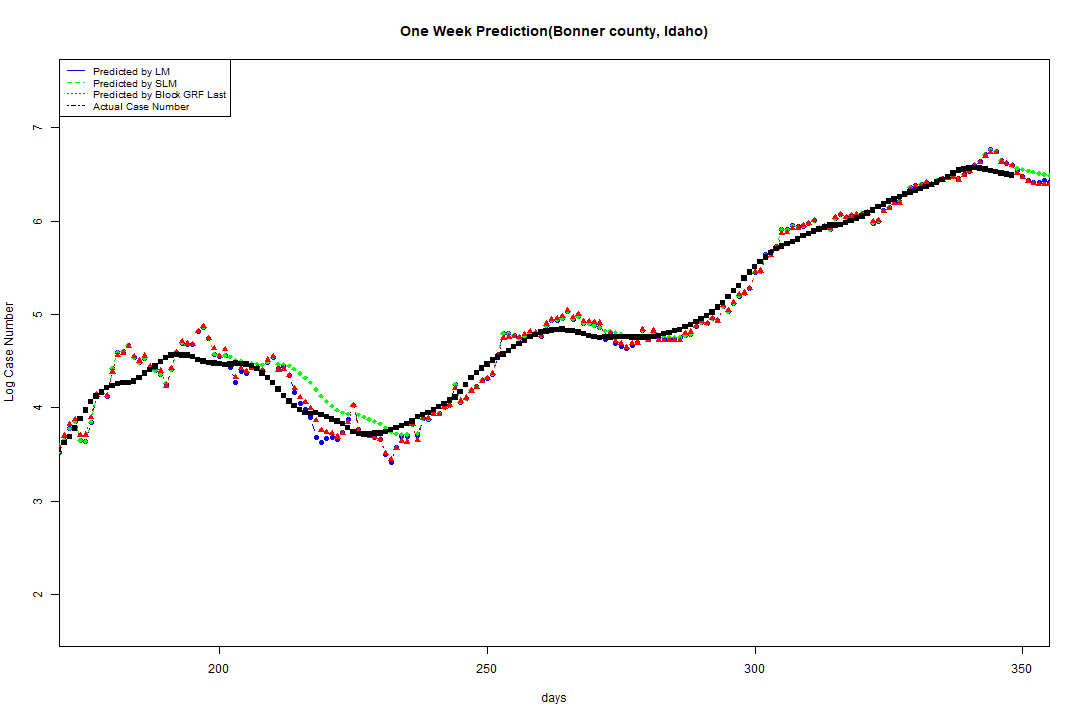 One Week Prediction(Bonner county, Idaho)
Predicted by LM
Predicted by SLM
Predicted by Block GRF Last
Actual Case Number
7
6
5
4
3
2
Log Case Number
200 250 300 350
days